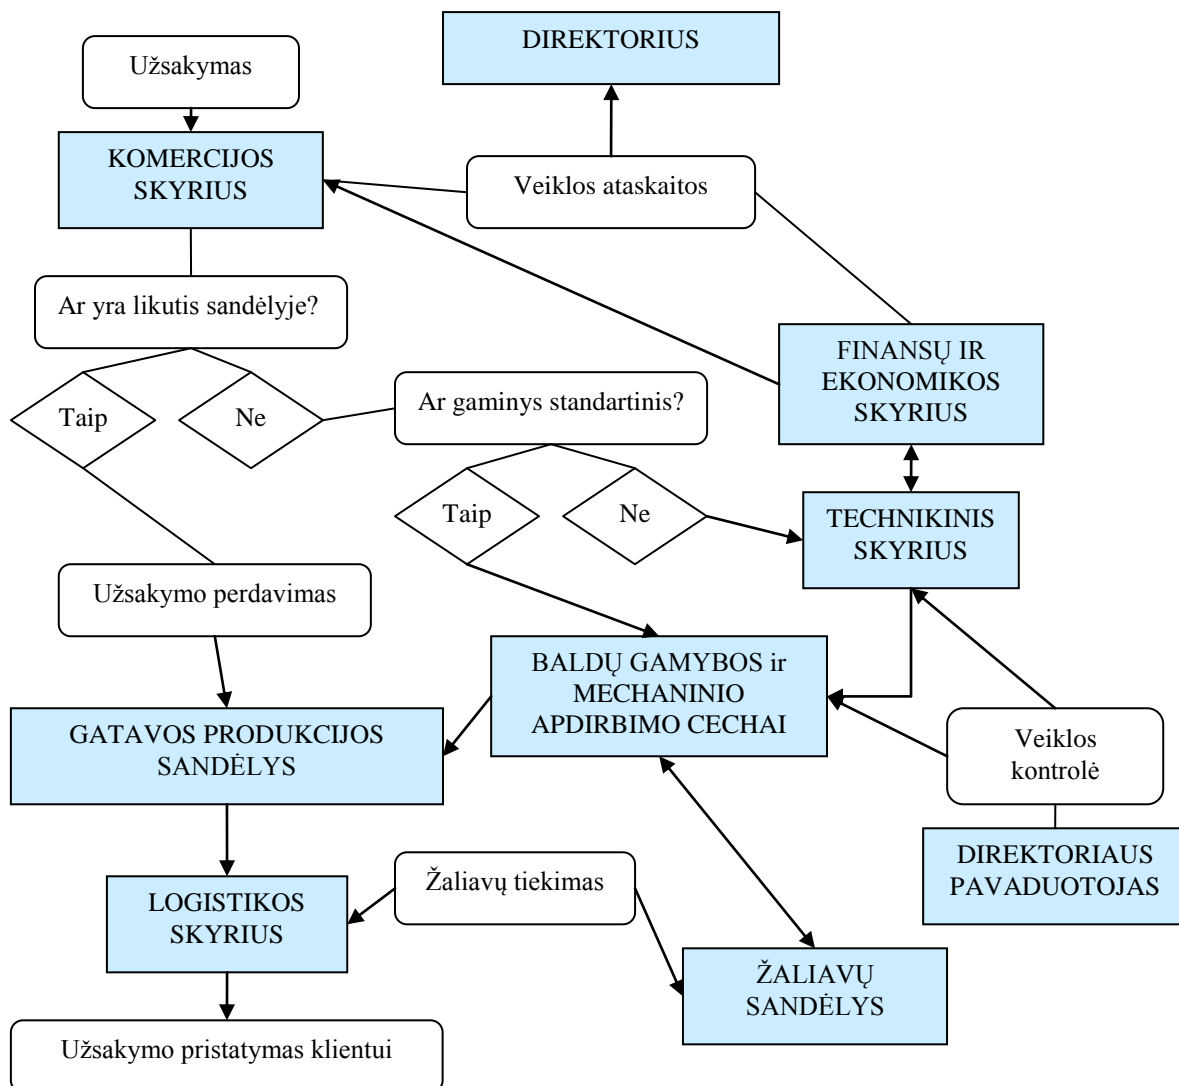 DIREKTORIUS
Užsakymas
KOMERCIJOS
SKYRIUS
Veiklos ataskaitos
Ar yra likutis sandėlyje?
FINANSŲ IR
EKONOMIKOS
SKYRIUS
Taip
Ne
Ar gaminys standartinis?
Taip
Ne
TECHNIKINIS
SKYRIUS
Užsakymo perdavimas
BALDŲ GAMYBOS ir
MECHANINIO
APDIRBIMO CECHAI
GATAVOS PRODUKCIJOS
SANDĖLYS
Veiklos
kontrolė
DIREKTORIAUS
PAVADUOTOJAS
Žaliavų tiekimas
LOGISTIKOS
SKYRIUS
ŽALIAVŲ
SANDĖLYS
Užsakymo pristatymas klientui